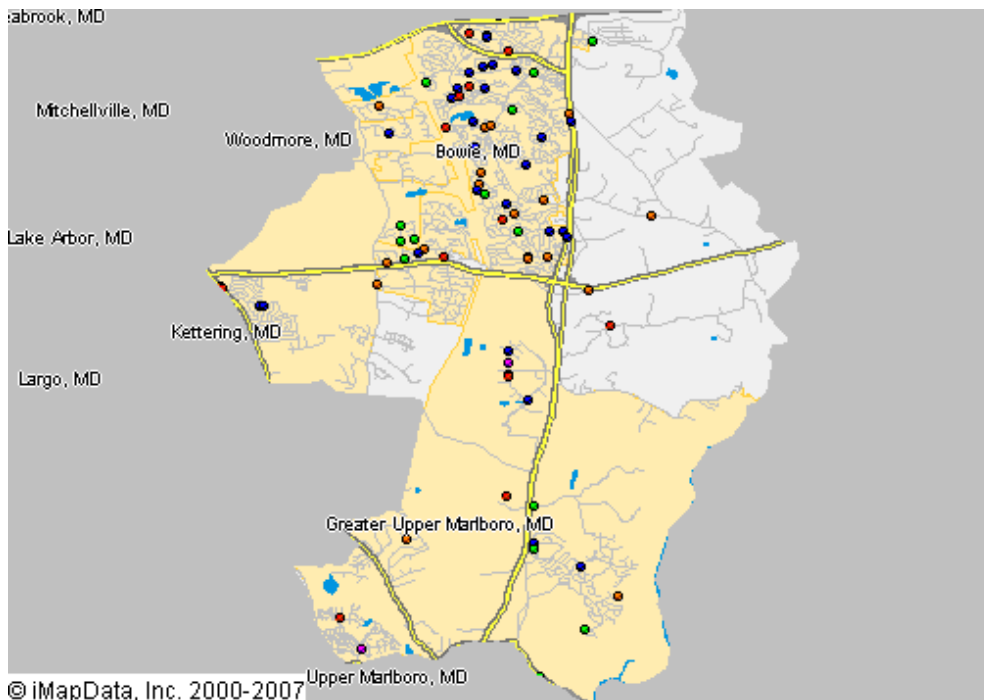 eabrook, MD
Mitchellville, MD
Woodmore, MD
Bowie, MD
Lake Arbor, MD
Kettering, MD
Largo, MD
Greater Upper Marlboro, MD
Upper Marlboro, MD
© iMapData, Inc. 2000-2007